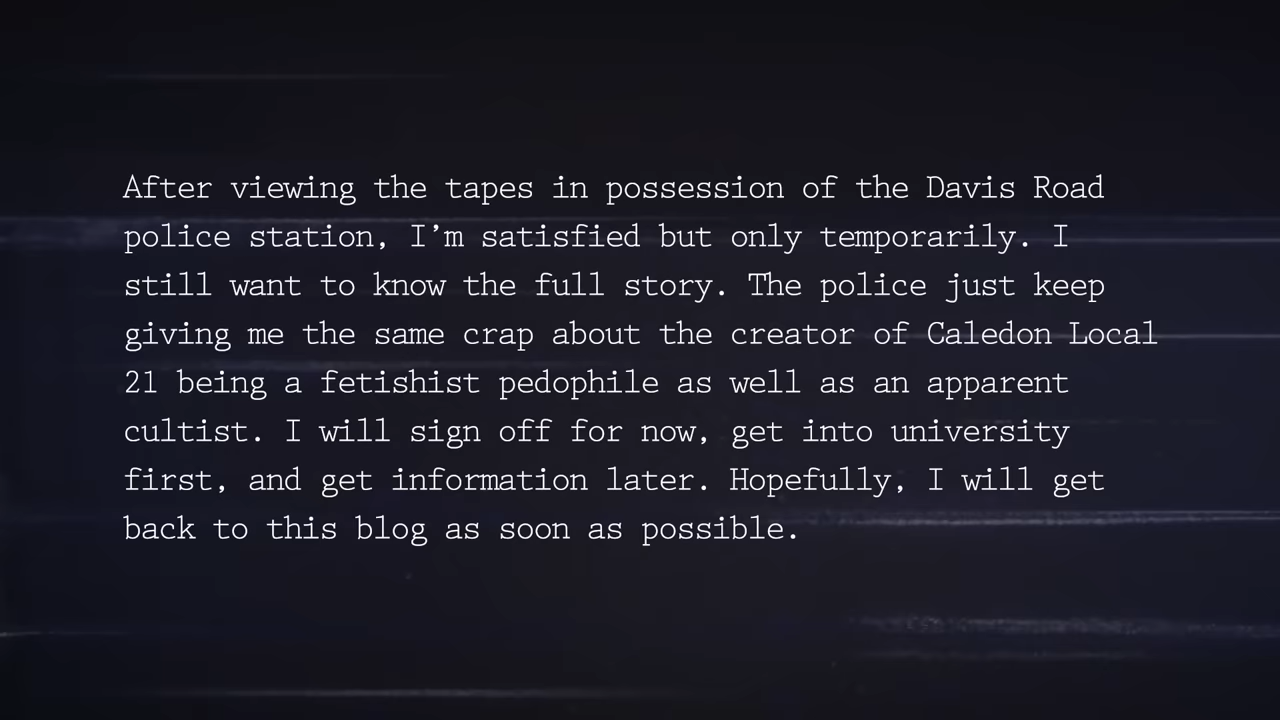 After viewing the tapes in possession of the Davis Road
police station, I’m satisfied but only temporarily. I
still want to know the full story. The police just keep
giving me the same crap about the creator of Caledon Local
21 being a fetishist pedophile as well as an apparent
cultist. I will sign off for now, get into university
first, and get information later. Hopefully, I will get
back to this blog as soon as possible.